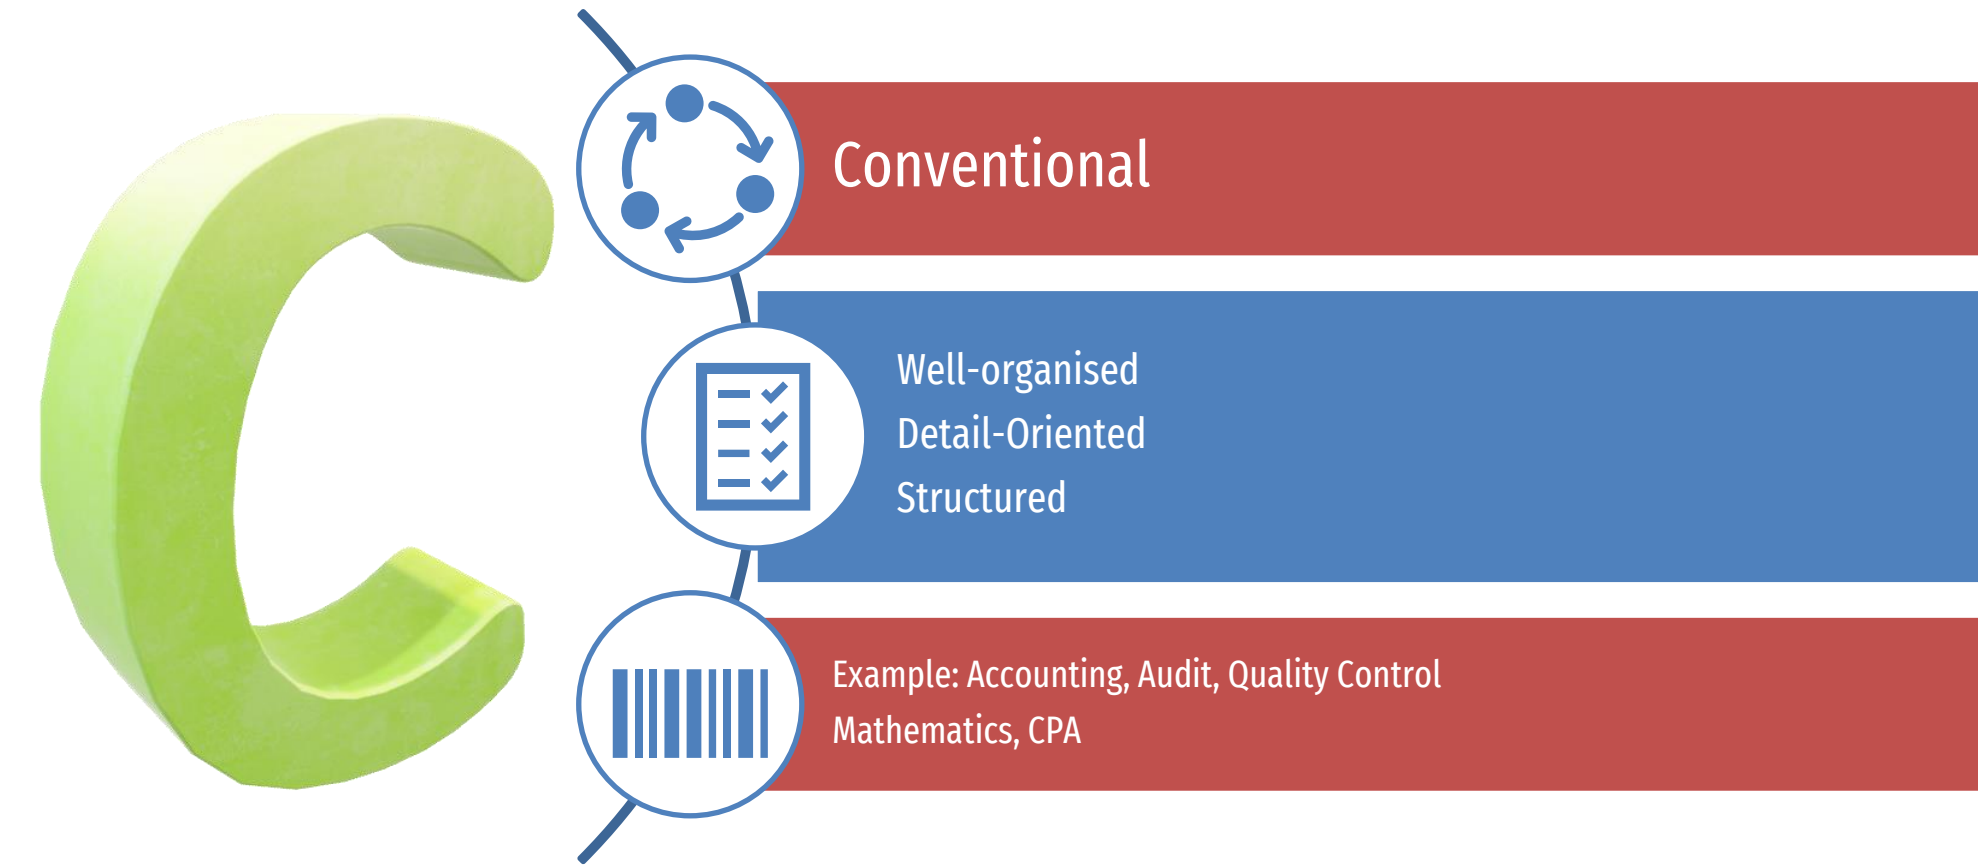 C
Conventional
Well-organised
Detail-Oriented
Structured
Example: Accounting, Audit, Quality Control
Mathematics, CPA